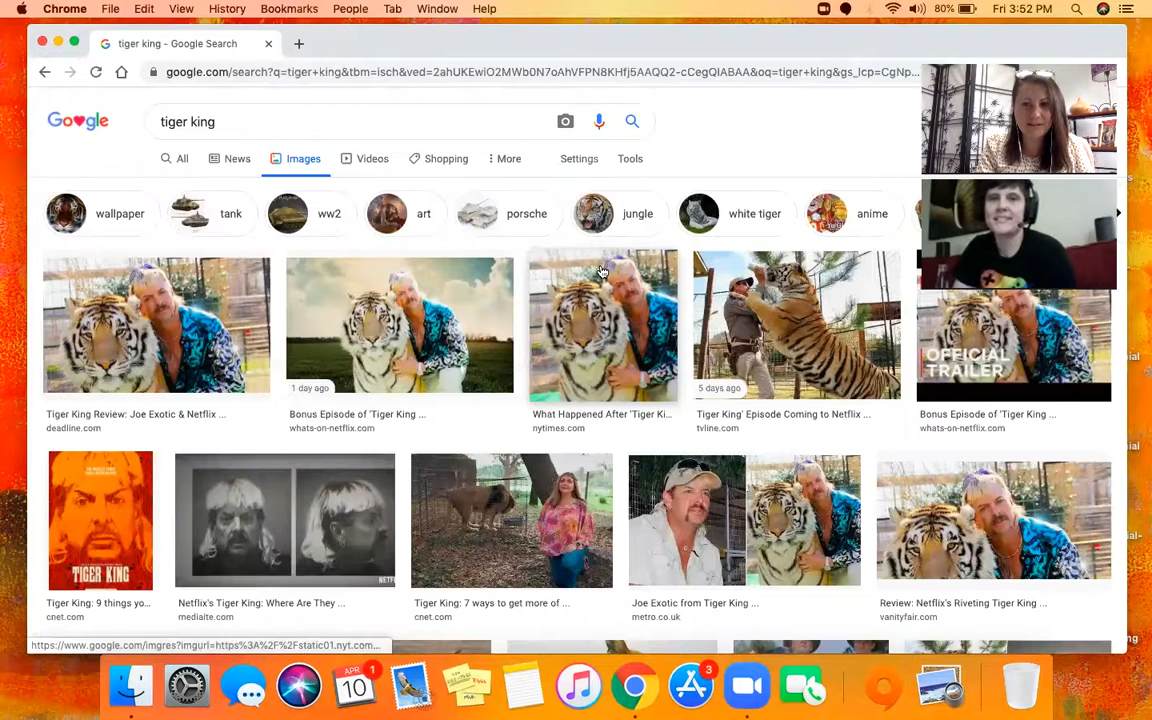 Chrome File Edit View History Bookmarks People Tab Window Help 80% Fri 3:52 PM
tiger king - Google Search
google.com/search?q=tiger+king&tbm=isch&ved=2ahUKEwiO2MWb0N7oAhVFPN8KHfj5AAQQ2-cCegQIABAA&oq=tiger+king&gs_lcp=CgNp...
tiger king
All News Images Videos Shopping More Settings Tools
wallpaper tank ww2 art porsche jungle white tiger anime
OFFICIAL
TRAILER
1 day ago 5 days ago
Tiger King Review: Joe Exotic & Netflix ... Bonus Episode of 'Tiger King ... What Happened After 'Tiger Ki... Tiger King' Episode Coming to Netflix ... Bonus Episode of 'Tiger King ...
deadline.com whats-on-netflix.com nytimes.com tvline.com whats-on-netflix.com
TIGER KING
Tiger King: 9 things yo... Netflix's Tiger King: Where Are They ... Tiger King: 7 ways to get more of ... Joe Exotic from Tiger King ... Review: Netflix's Riveting Tiger King ...
cnet.com mediaite.com cnet.com metro.co.uk vanityfair.com
https://www.google.com/imgres?imgurl=https%3A%2F%2Fstatic01.nyt.com...
APR 1 3
10